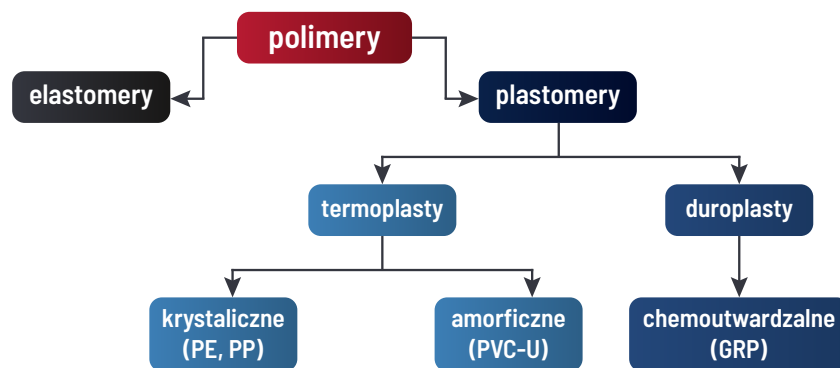 polimery
elastomery
plastomery
termoplasty
duroplasty
krystaliczne
(PE, PP)
amorficzne
(PVC-U)
chemoutwardzalne
(GRP)